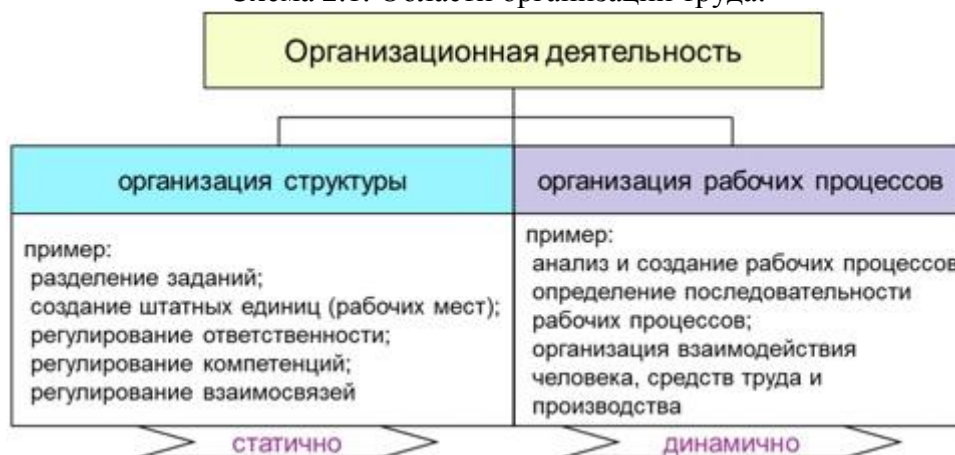 Схема 2.1. Области организации труда.
Организационная деятельность
организация структуры
организация рабочих процессов
пример:
разделение заданий;
создание штатных единиц (рабочих мест);
регулирование ответственности;
регулирование компетенций;
регулирование взаимосвязей
пример:
анализ и создание рабочих процессов
определение последовательности
рабочих процессов;
организация взаимодействия
человека, средств труда и
производства
статично
динамично